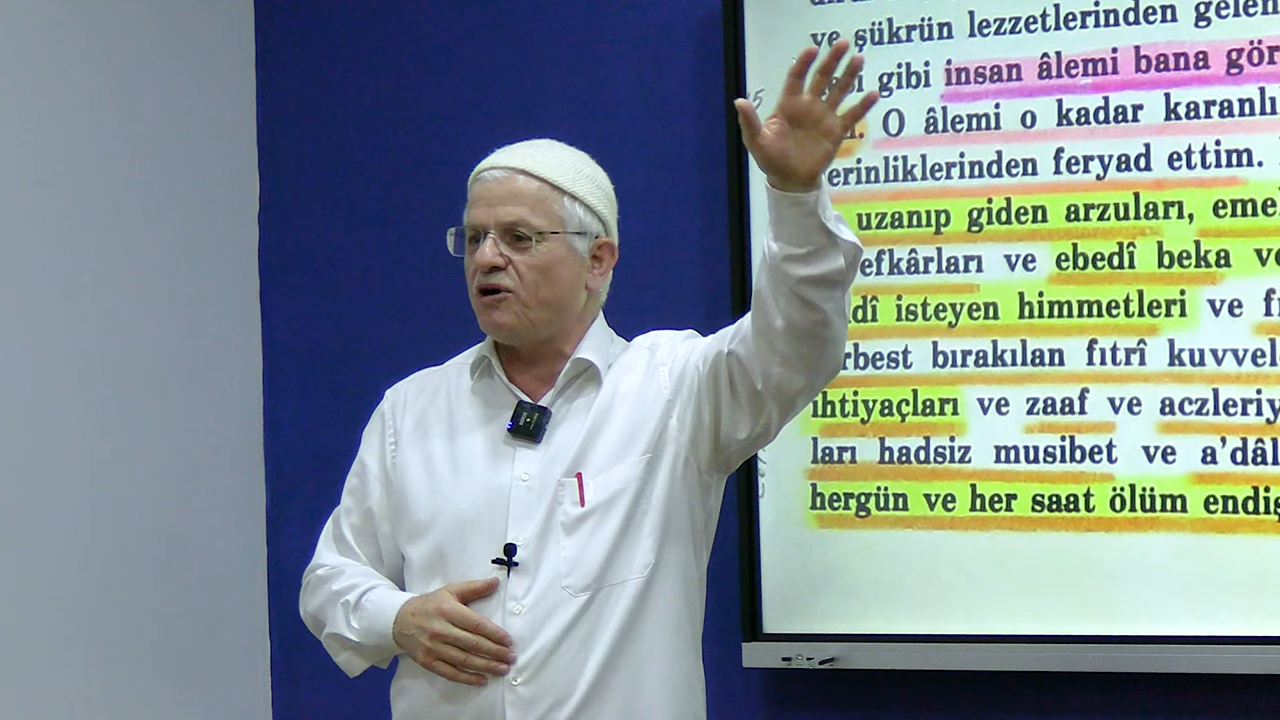 ve şükrün lezzetlerinden gelen
gibi insan âlemi bana gör
O âlemi o kadar karanlı
erinliklerinden feryad ettim.
uzanıp giden arzuları, eme
efkârları ve ebedî beka ve
dî isteyen himmetleri ve fı
rbest bırakılan fıtrî kuvvel
ihtiyaçları ve zaaf ve aczleriy
ları hadsiz musibet ve a'dâl
hergün ve her saat ölüm endiş